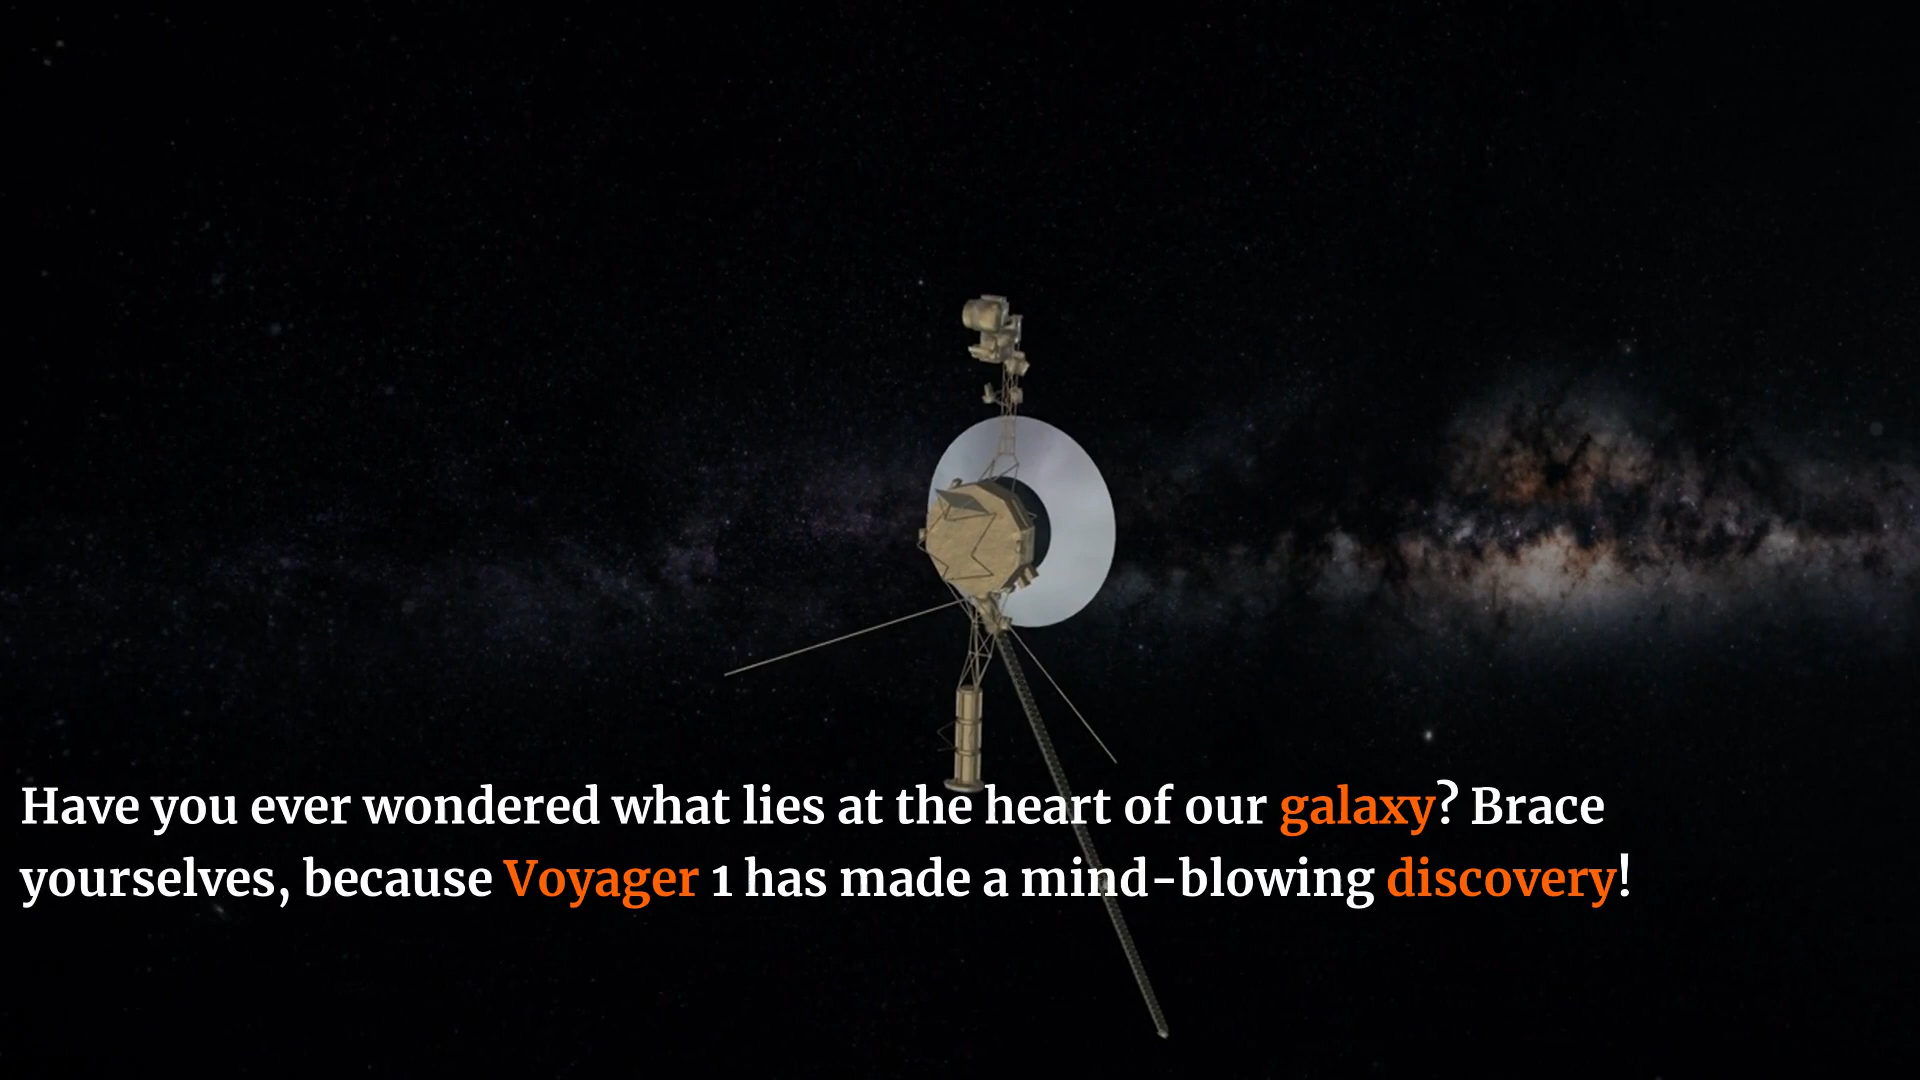 Have you ever wondered what lies at the heart of our galaxy? Brace
yourselves, because Voyager 1 has made a mind-blowing discovery!